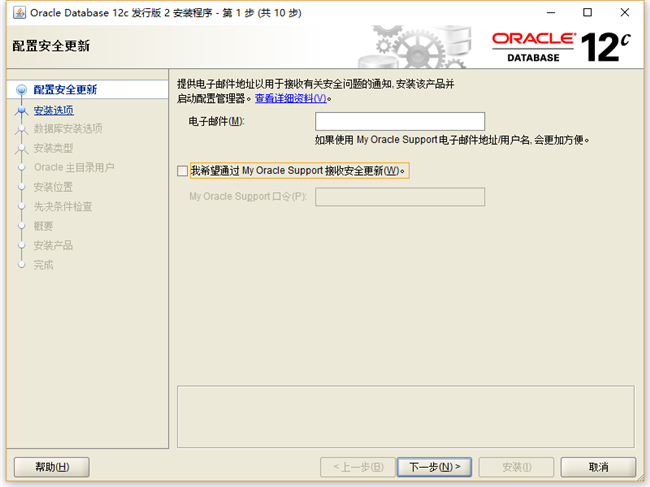 Oracle Database 12c 发行版 2 安装程序 - 第 1 步 (共 10 步)
配置安全更新
ORACLE
DATABASE
12c
配置安全更新
安装选项
数据库安装选项
安装类型
Oracle 主目录用户
安装位置
先决条件检查
概要
安装产品
完成
提供电子邮件地址以用于接收有关安全问题的通知, 安装该产品并
启动配置管理器。查看详细资料(V)。
电子邮件(M):
如果使用 My Oracle Support 电子邮件地址/用户名, 会更加方便。
我希望通过 My Oracle Support 接收安全更新(W)。
My Oracle Support 口令(P):
帮助(H)
< 上一步(B)
下一步(N) >
安装(I)
取消